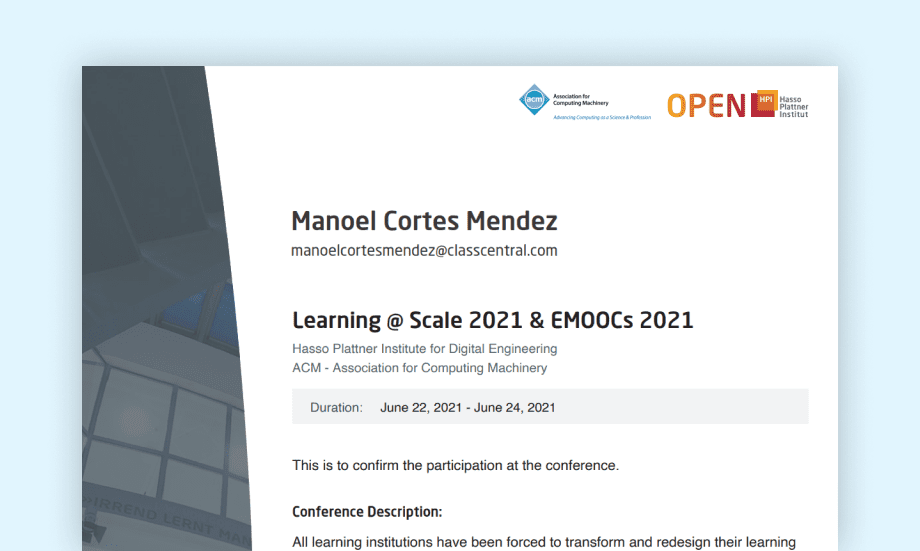 acm
Association for
Computing Machinery
Advancing Computing as a Science & Profession
OPEN
HPI
Hasso
Plattner
Institut
Manoel Cortes Mendez
manoelcortesmendez@classcentral.com
Learning @ Scale 2021 & EMOOCs 2021
Hasso Plattner Institute for Digital Engineering
ACM - Association for Computing Machinery
Duration: June 22, 2021 - June 24, 2021
This is to confirm the participation at the conference.
IRREND LERNT MAN
Conference Description:
All learning institutions have been forced to transform and redesign their learning